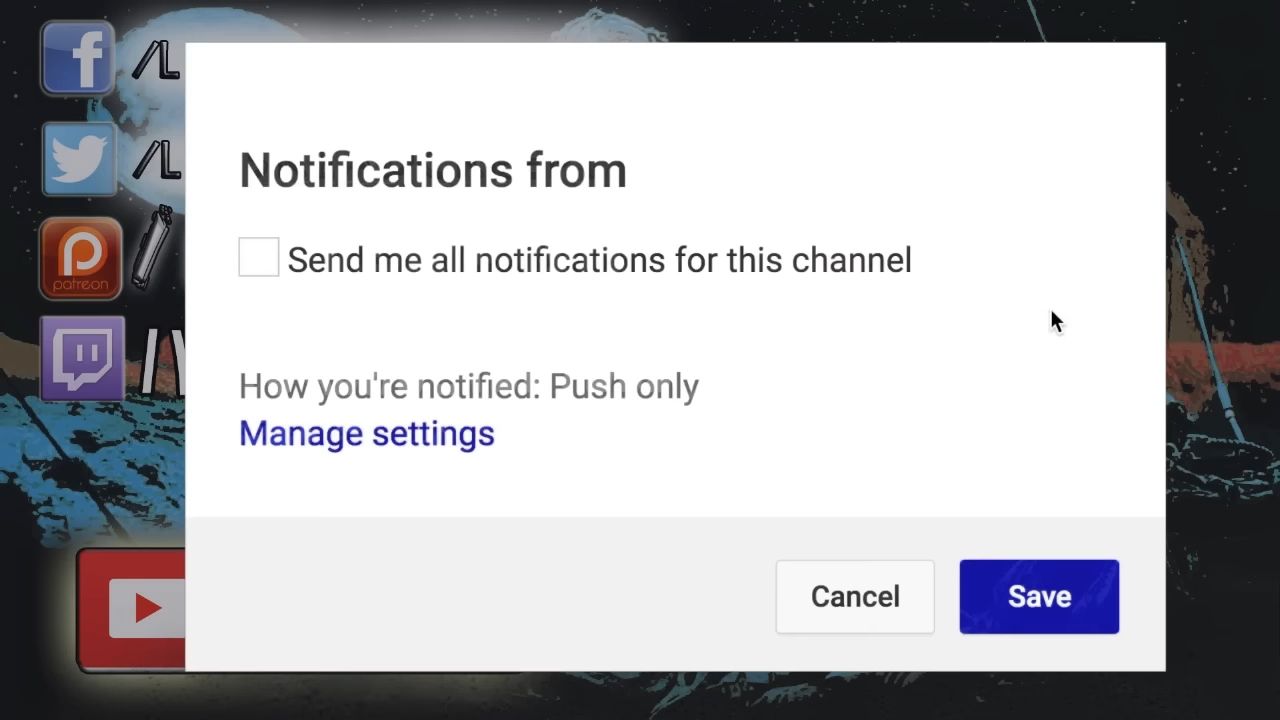 Notifications from
Send me all notifications for this channel
How you're notified: Push only
Manage settings
Cancel
Save
f
patreon